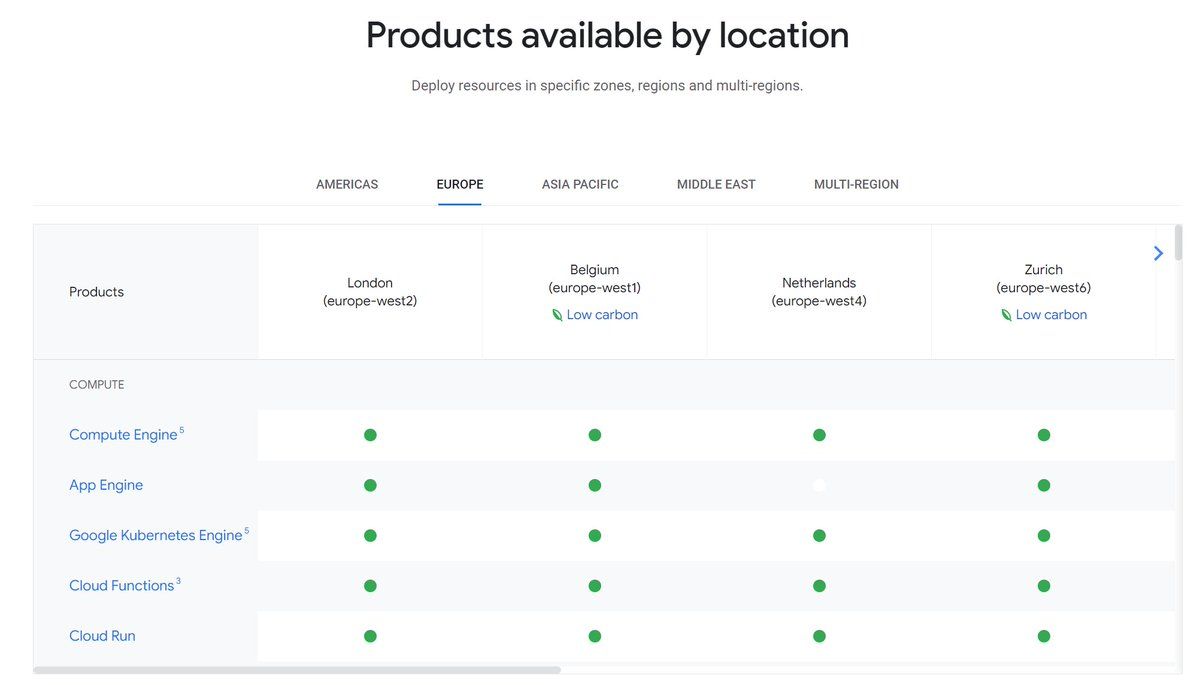 Products available by location
Deploy resources in specific zones, regions and multi-regions.
AMERICAS
EUROPE
ASIA PACIFIC
MIDDLE EAST
MULTI-REGION
Products
London
(europe-west2)
Belgium
(europe-west1)
Low carbon
Netherlands
(europe-west4)
Zurich
(europe-west6)
Low carbon
COMPUTE
Compute Engine 5
App Engine
Google Kubernetes Engine 5
Cloud Functions 3
Cloud Run